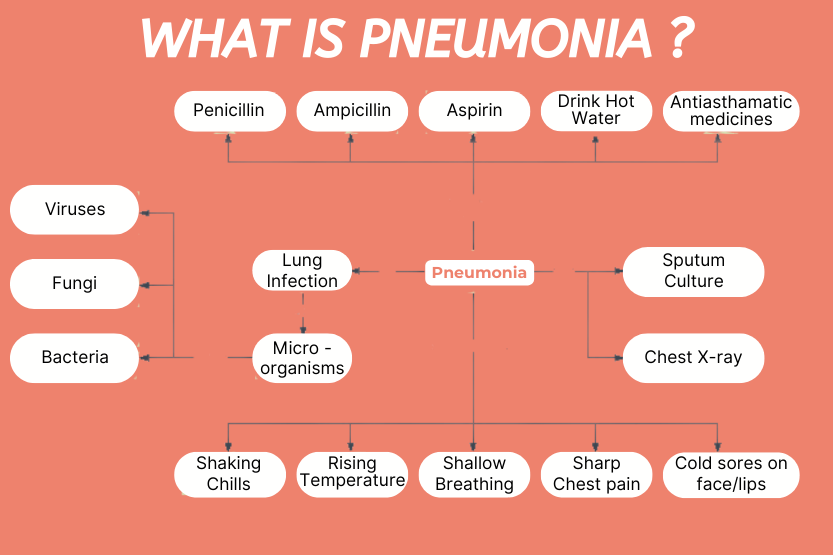 WHAT IS PNEUMONIA ?
Penicillin
Ampicillin
Aspirin
Drink Hot
Water
Antiasthamatic
medicines
Viruses
Fungi
Bacteria
Lung
Infection
Micro -
organisms
Pneumonia
Sputum
Culture
Chest X-ray
Shaking
Chills
Rising
Temperature
Shallow
Breathing
Sharp
Chest pain
Cold sores on
face/lips